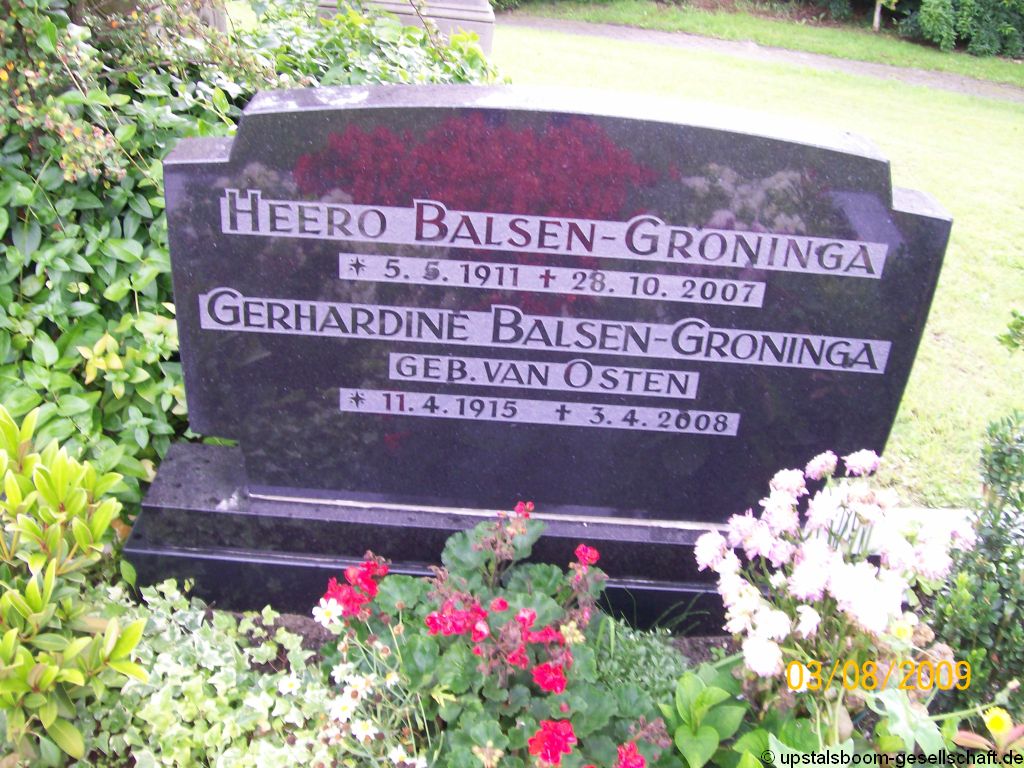 Heero Balsen-Groninga
* 5. 5. 1911 + 28. 10. 2007
Gerhardine Balsen-Groninga
geb. van Osten
* 11. 4. 1915 + 3. 4. 2008
03/08/2009
© upstalsboom-gesellschaft.de